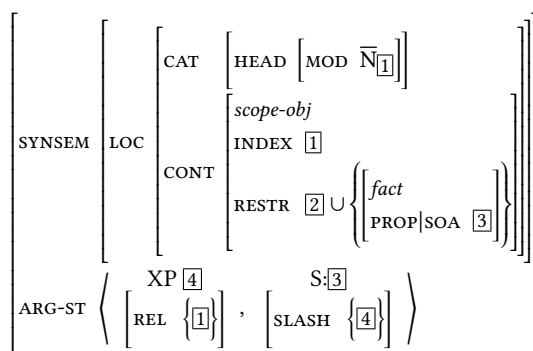 CAT [HEAD [MOD N̅[1]]]
SYNSEM [LOC
CONT
scope-obj
INDEX [1]
RESTR [2] ∪ {[fact
PROP|SOA [3]]}
XP [4] S:[3]
ARG-ST ⟨ [REL {[1]}] , [SLASH {[4]}] ⟩